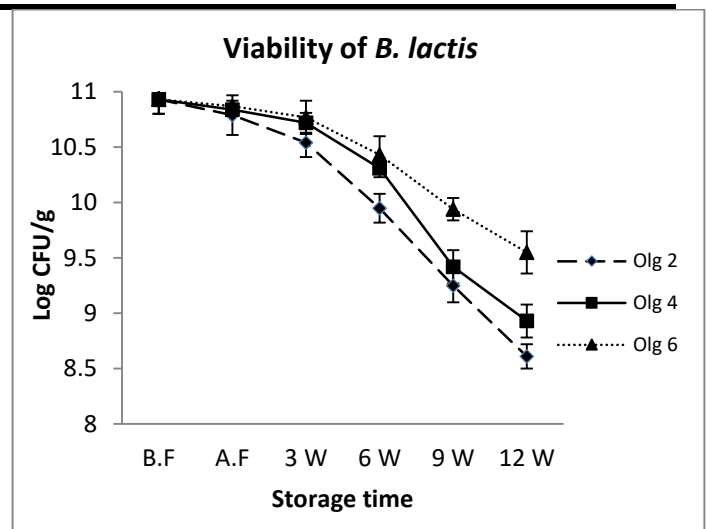 Viability of B. lactis
11
10.5
10
9.5
9
8.5
8
Log CFU/g
B.F A.F 3 W 6 W 9 W 12 W
Storage time
Olg 2
Olg 4
Olg 6